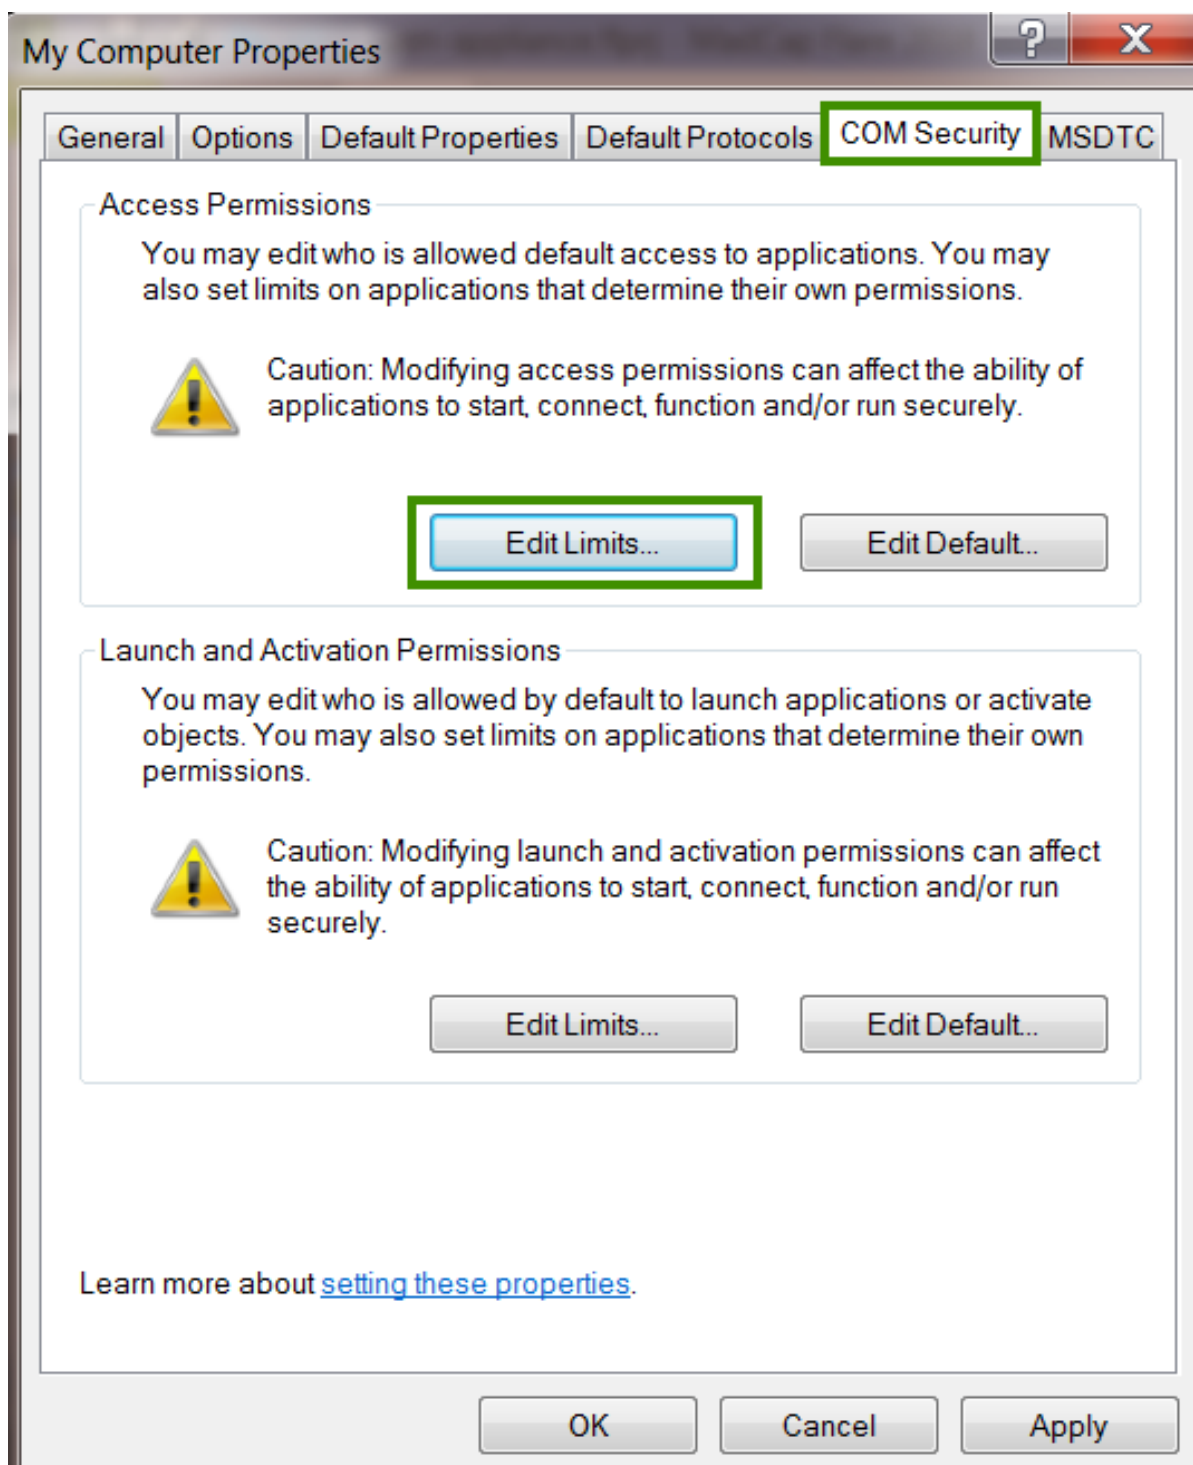 My Computer Properties
?
X
General
Options
Default Properties
Default Protocols
COM Security
MSDTC
Access Permissions
You may edit who is allowed default access to applications. You may
also set limits on applications that determine their own permissions.
Caution: Modifying access permissions can affect the ability of
applications to start, connect, function and/or run securely.
Edit Limits...
Edit Default...
Launch and Activation Permissions
You may edit who is allowed by default to launch applications or activate
objects. You may also set limits on applications that determine their own
permissions.
Caution: Modifying launch and activation permissions can affect
the ability of applications to start, connect, function and/or run
securely.
Edit Limits...
Edit Default...
Learn more about setting these properties.
OK
Cancel
Apply